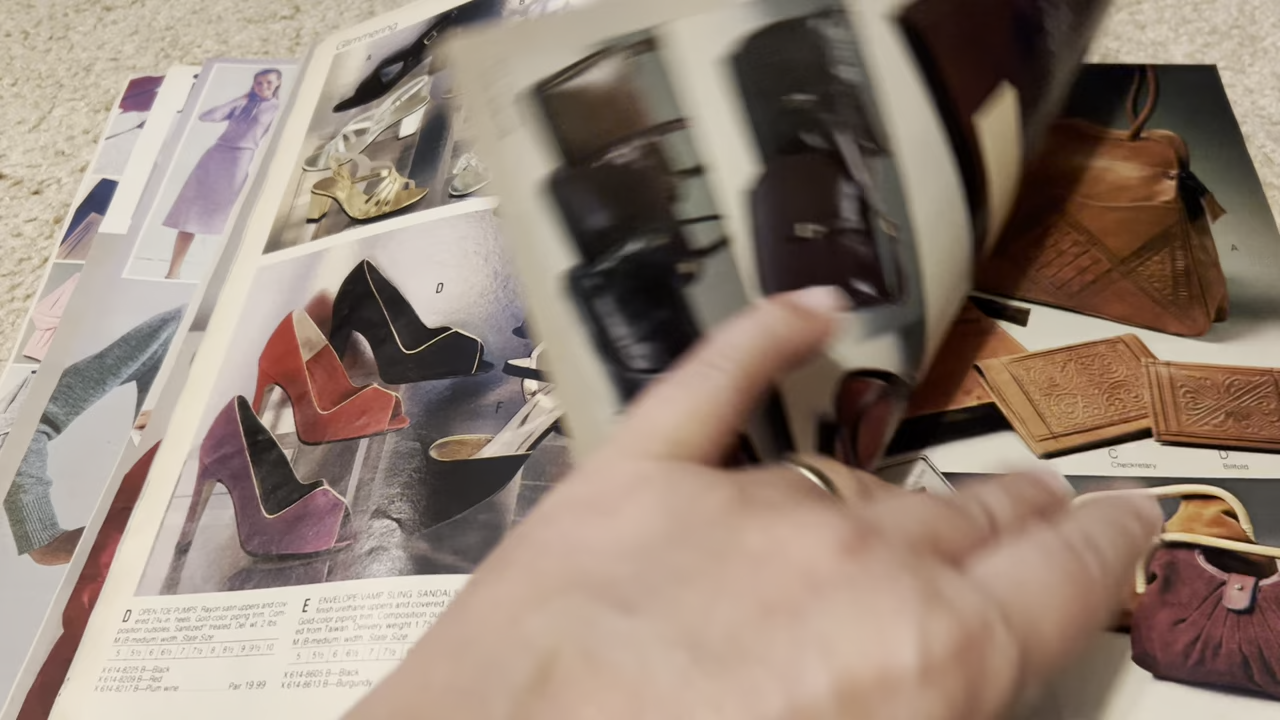 Glimmering
A
D
F
D OPEN-TOE PUMPS. Rayon satin uppers and cov-
ered 2¾-in. heels. Gold-color piping trim. Com-
position outsoles. Sanitized® treated. Del. wt. 2 lbs.
M (B-medium) width. State Size
5 5½ 6 6½ 7 7½ 8 8½ 9 9½ 10
X 614-8225 B—Black
X 614-8209 B—Red
X 614-8217 B—Plum wine Pair 19.99
E ENVELOPE-VAMP SLING SANDALS
finish urethane uppers and covered
Gold-color piping trim. Composition
ed from Taiwan. Delivery weight 1.75
M (B-medium) width. State Size
5 5½ 6 6½ 7 7½
X 614-8605 B—Black
X 614-8613 B—Burgundy
A
C
Checkretary
D
Billfold